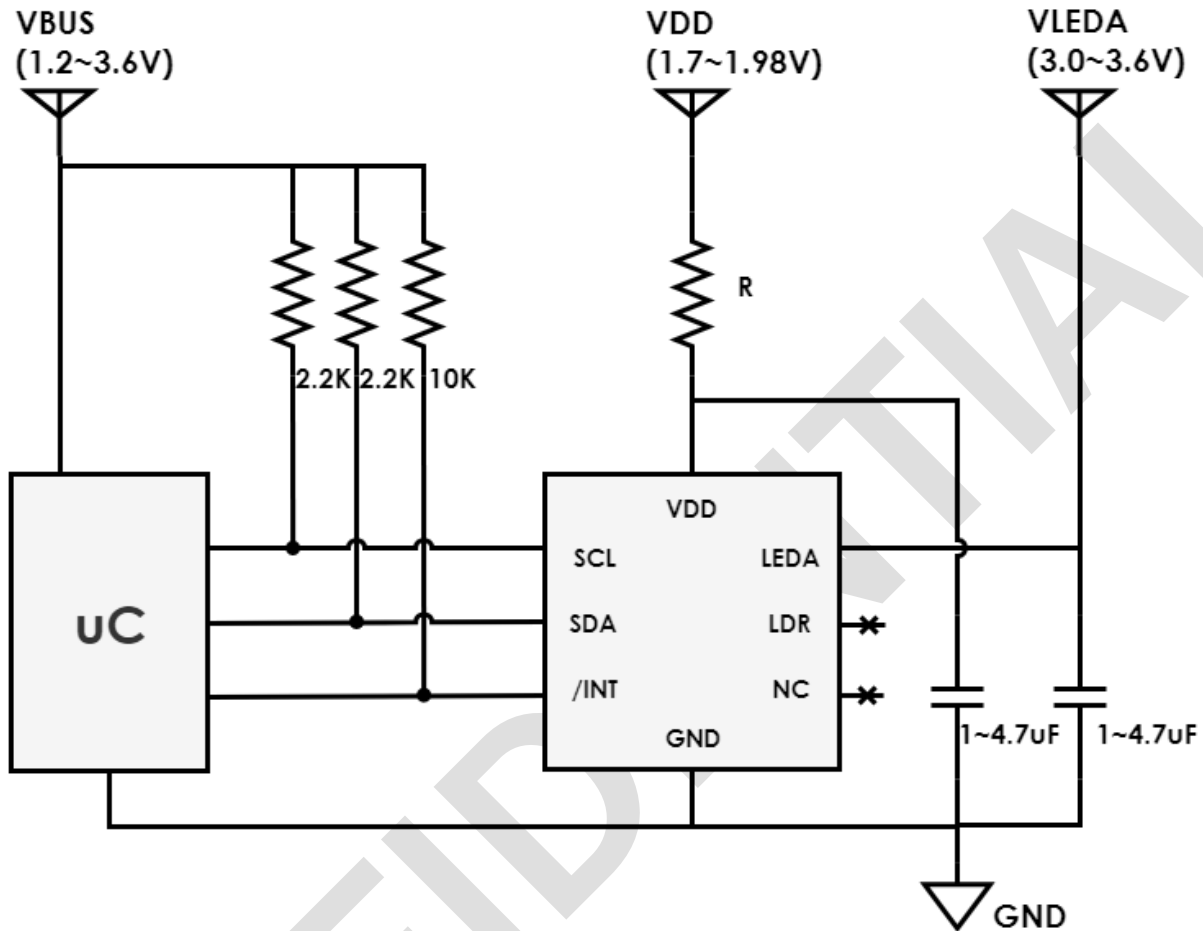 VBUS
(1.2~3.6V)
VDD
(1.7~1.98V)
VLEDA
(3.0~3.6V)
R
2.2K 2.2K 10K
VDD
SCL
LEDA
uC
SDA
LDR
/INT
NC
GND
1~4.7uF
1~4.7uF
GND